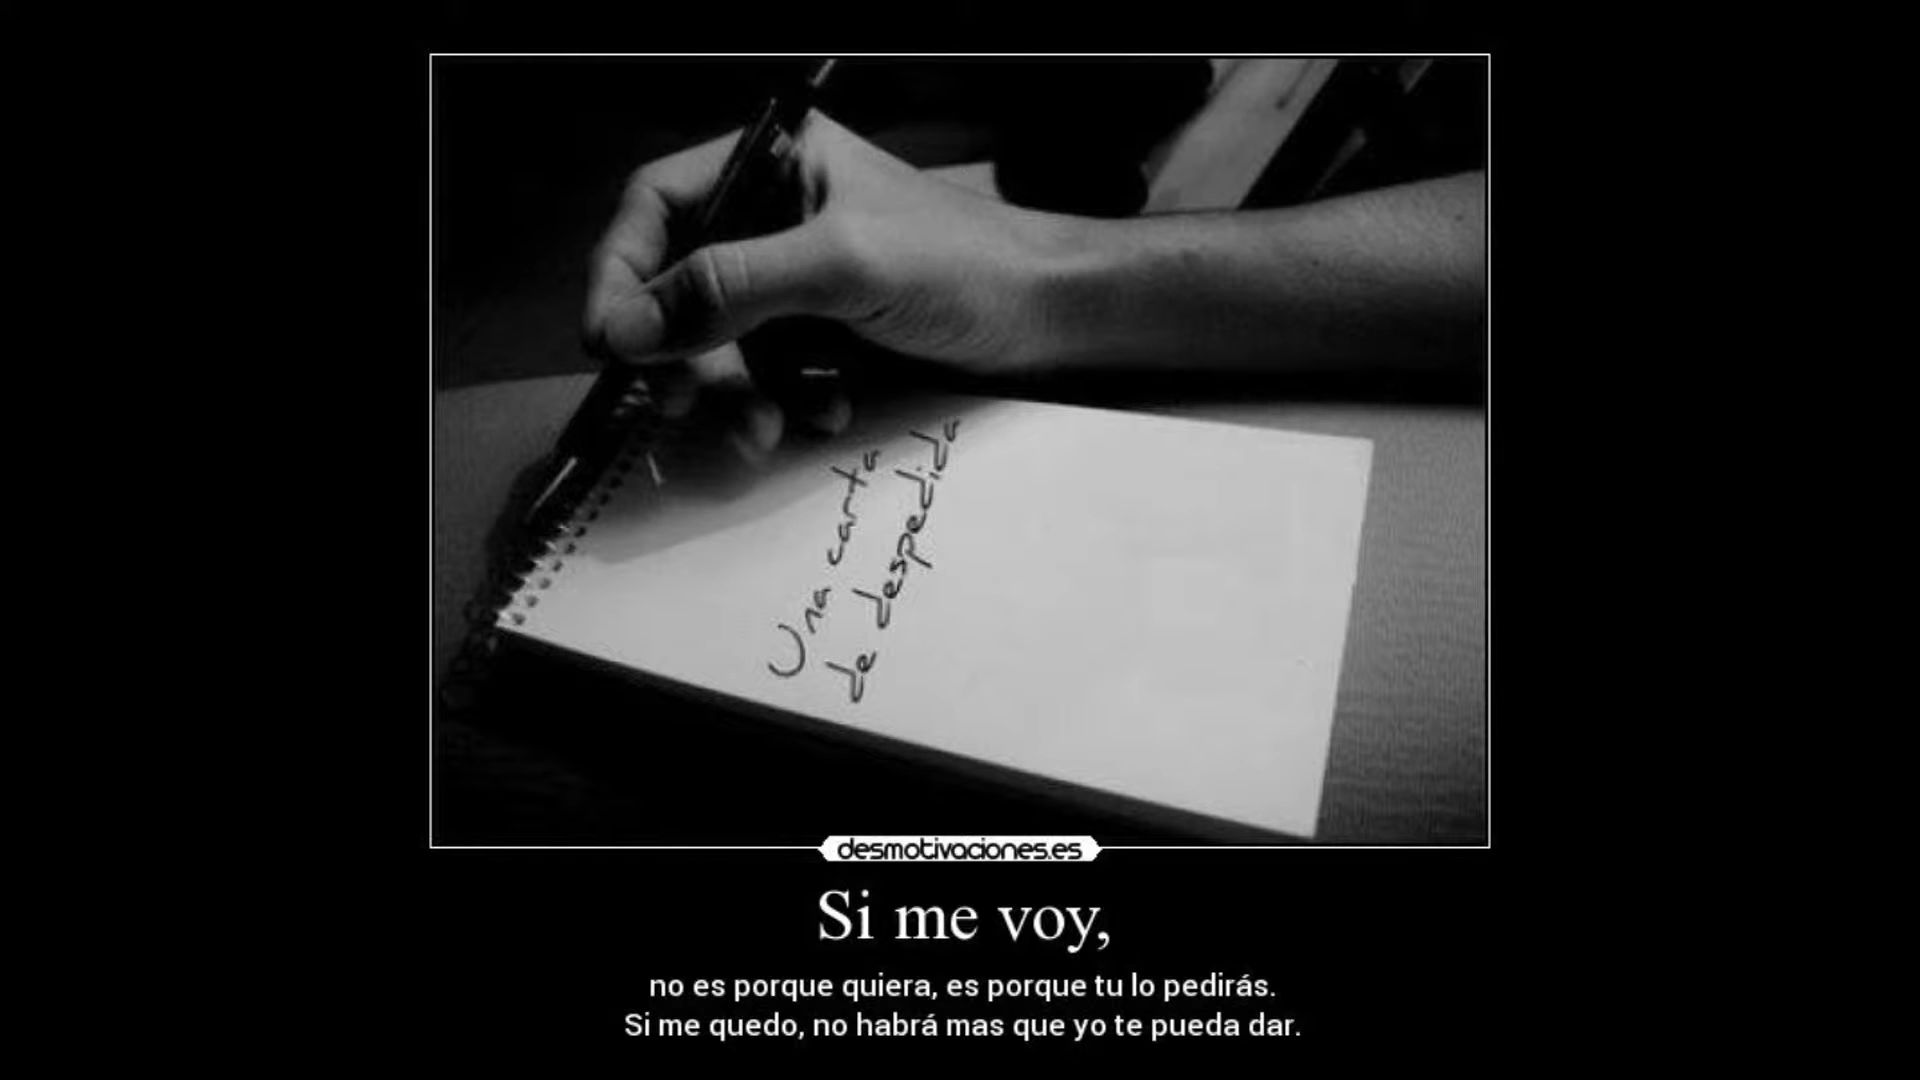 Una carta
de despedida
desmotivaciones.es
Si me voy,
no es porque quiera, es porque tu lo pedirás.
Si me quedo, no habrá mas que yo te pueda dar.